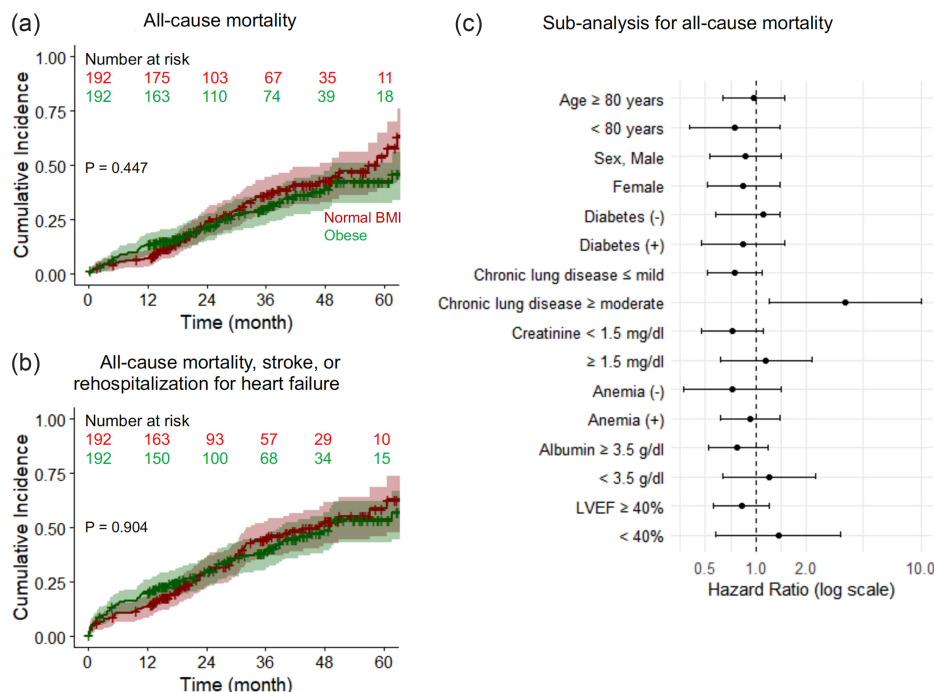 (a)
All-cause mortality
Cumulative Incidence
1.00
0.75
0.50
0.25
0.00
Number at risk
192 175 103 67 35 11
192 163 110 74 39 18
P = 0.447
Normal BMI
Obese
0 12 24 36 48 60
Time (month)
(b)
All-cause mortality, stroke, or
rehospitalization for heart failure
Cumulative Incidence
1.00
0.75
0.50
0.25
0.00
Number at risk
192 163 93 57 29 10
192 150 100 68 34 15
P = 0.904
0 12 24 36 48 60
Time (month)
(c)
Sub-analysis for all-cause mortality
Age ≥ 80 years
< 80 years
Sex, Male
Female
Diabetes (-)
Diabetes (+)
Chronic lung disease ≤ mild
Chronic lung disease ≥ moderate
Creatinine < 1.5 mg/dl
≥ 1.5 mg/dl
Anemia (-)
Anemia (+)
Albumin ≥ 3.5 g/dl
< 3.5 g/dl
LVEF ≥ 40%
< 40%
0.5 1.0 2.0 10.0
Hazard Ratio (log scale)